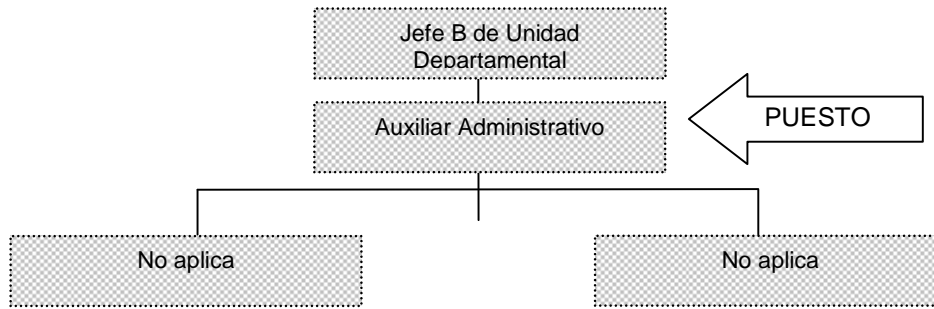 Jefe B de Unidad
Departamental
Auxiliar Administrativo
PUESTO
No aplica
No aplica